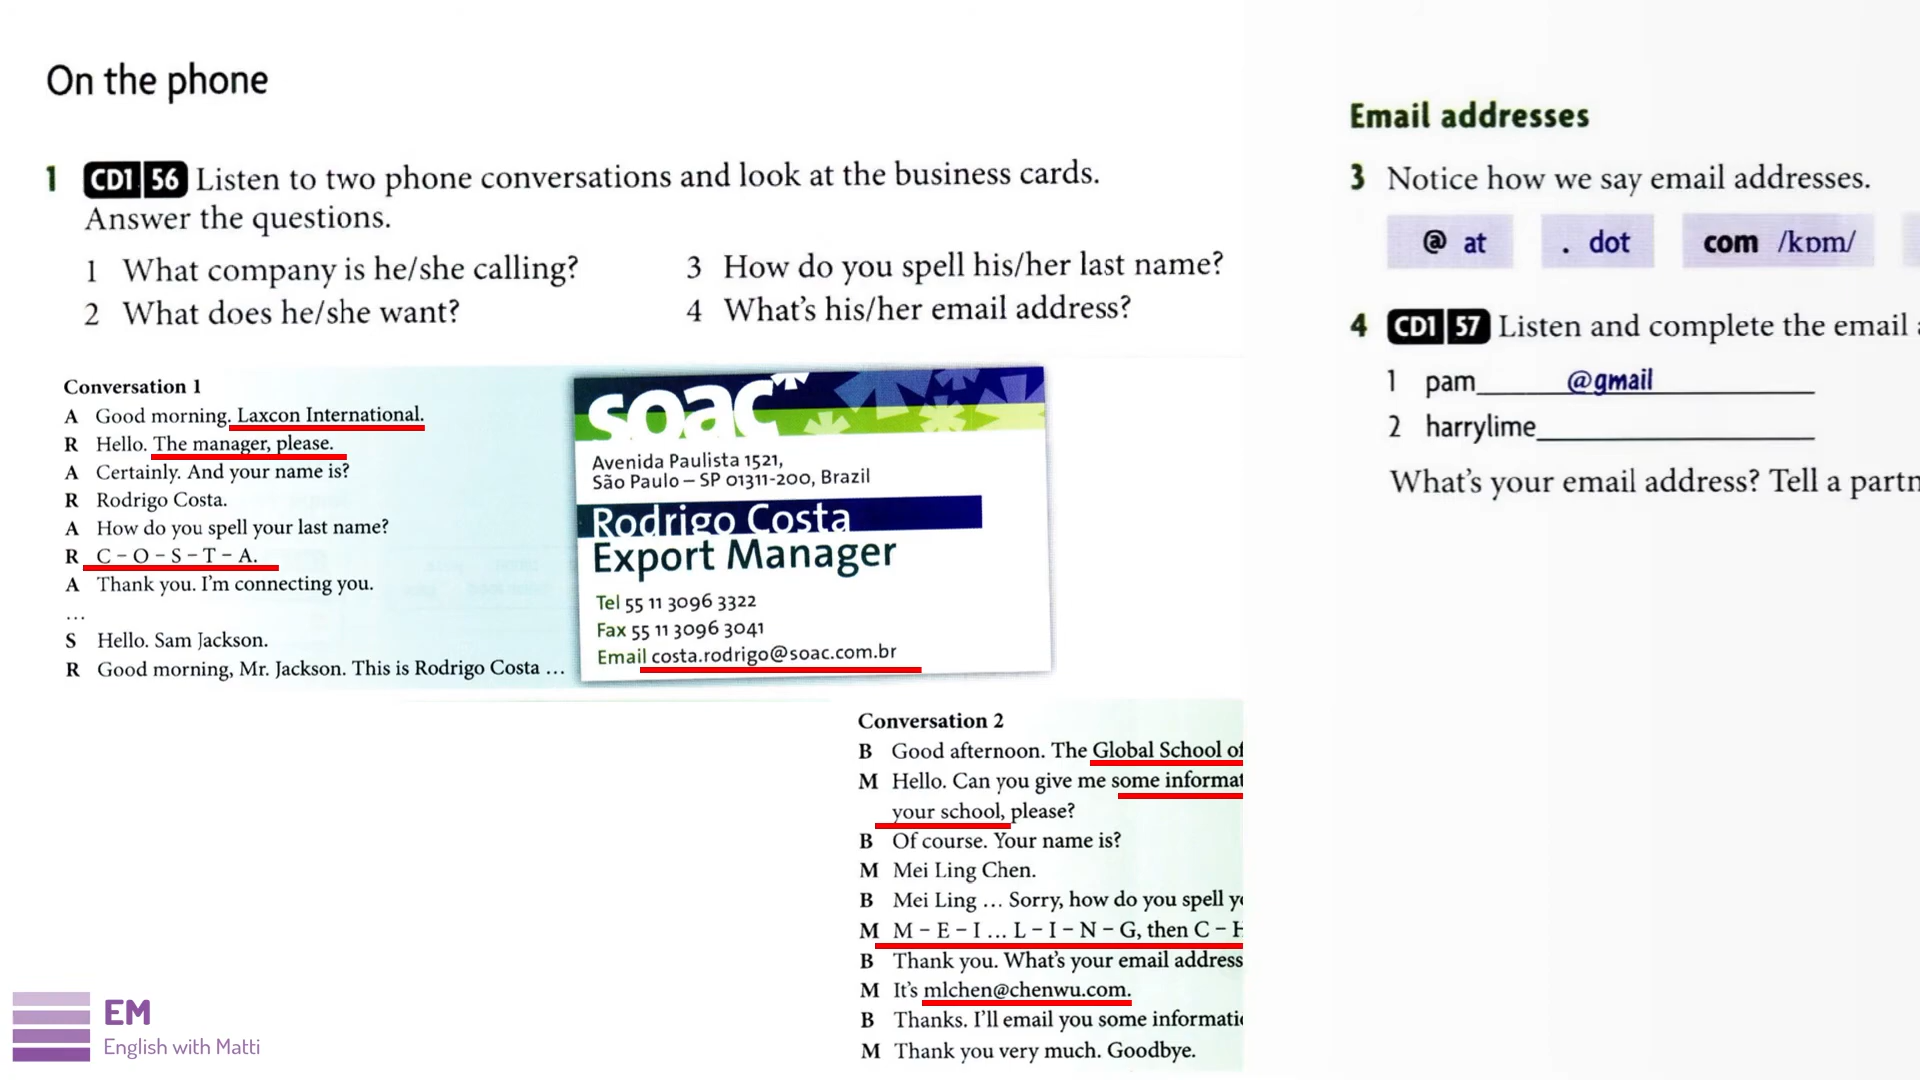 On the phone
1 CD1 56 Listen to two phone conversations and look at the business cards.
Answer the questions.
1 What company is he/she calling?
2 What does he/she want?
3 How do you spell his/her last name?
4 What's his/her email address?
Conversation 1
A Good morning. Laxcon International.
R Hello. The manager, please.
A Certainly. And your name is?
R Rodrigo Costa.
A How do you spell your last name?
R C – O – S – T – A.
A Thank you. I'm connecting you.
…
S Hello. Sam Jackson.
R Good morning, Mr. Jackson. This is Rodrigo Costa …
soac*
Avenida Paulista 1521,
São Paulo – SP 01311-200, Brazil
Rodrigo Costa
Export Manager
Tel 55 11 3096 3322
Fax 55 11 3096 3041
Email costa.rodrigo@soac.com.br
Conversation 2
B Good afternoon. The Global School of
M Hello. Can you give me some informat
your school, please?
B Of course. Your name is?
M Mei Ling Chen.
B Mei Ling … Sorry, how do you spell y
M M – E – I … L – I – N – G, then C – H
B Thank you. What's your email address
M It's mlchen@chenwu.com.
B Thanks. I'll email you some informati
M Thank you very much. Goodbye.
Email addresses
3 Notice how we say email addresses.
@ at . dot com /kɒm/
4 CD1 57 Listen and complete the email
1 pam______@gmail______
2 harrylime____________
What's your email address? Tell a partn
EM
English with Matti